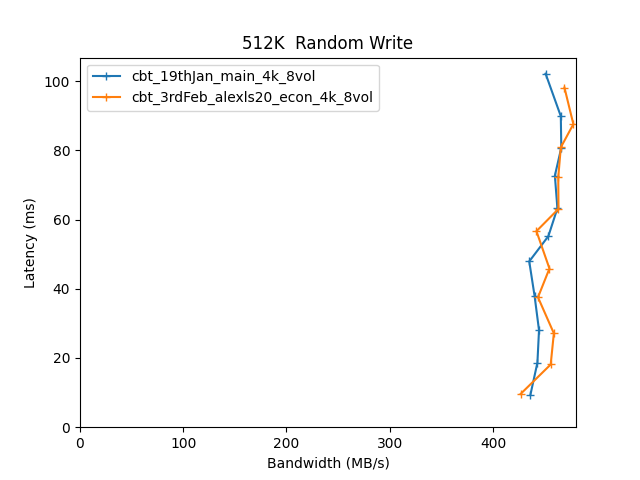 512K  Random Write
cbt_19thJan_main_4k_8vol
cbt_3rdFeb_alexls20_econ_4k_8vol
100
80
60
40
20
0
Latency (ms)
0 100 200 300 400
Bandwidth (MB/s)